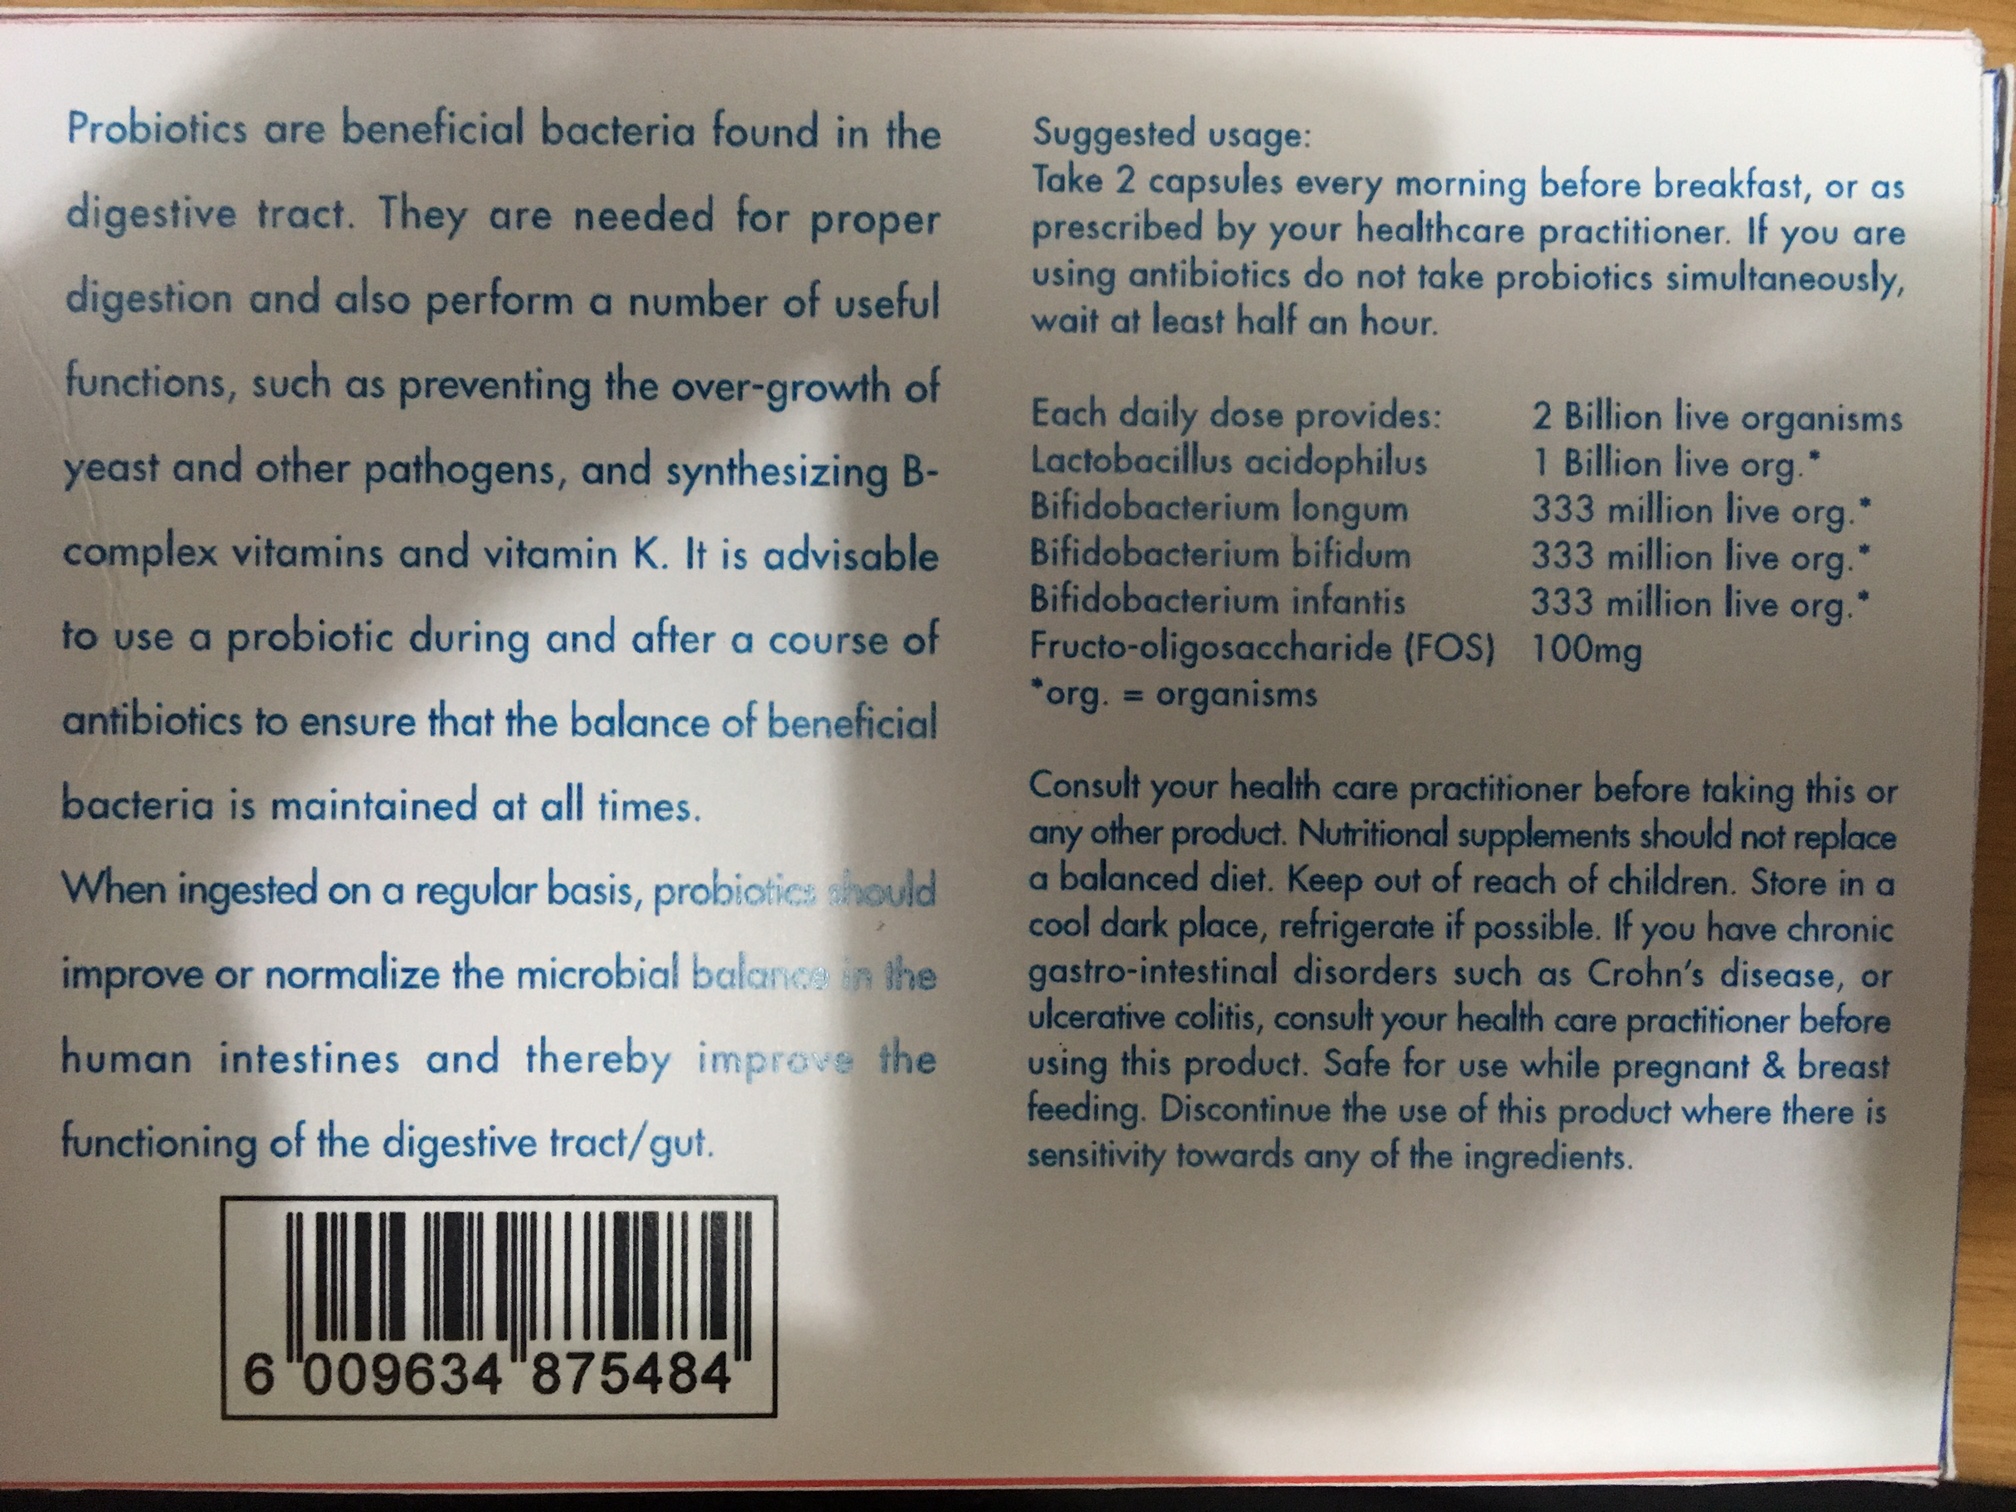 Probiotics are beneficial bacteria found in the
digestive tract. They are needed for proper
digestion and also perform a number of useful
functions, such as preventing the over-growth of
yeast and other pathogens, and synthesizing B-
complex vitamins and vitamin K. It is advisable
to use a probiotic during and after a course of
antibiotics to ensure that the balance of beneficial
bacteria is maintained at all times.
When ingested on a regular basis, probiotics should
improve or normalize the microbial balance in the
human intestines and thereby improve the
functioning of the digestive tract/gut.
6 009634 875484
Suggested usage:
Take 2 capsules every morning before breakfast, or as
prescribed by your healthcare practitioner. If you are
using antibiotics do not take probiotics simultaneously,
wait at least half an hour.
Each daily dose provides: 2 Billion live organisms
Lactobacillus acidophilus 1 Billion live org.*
Bifidobacterium longum 333 million live org.*
Bifidobacterium bifidum 333 million live org.*
Bifidobacterium infantis 333 million live org.*
Fructo-oligosaccharide (FOS) 100mg
*org. = organisms
Consult your health care practitioner before taking this or
any other product. Nutritional supplements should not replace
a balanced diet. Keep out of reach of children. Store in a
cool dark place, refrigerate if possible. If you have chronic
gastro-intestinal disorders such as Crohn's disease, or
ulcerative colitis, consult your health care practitioner before
using this product. Safe for use while pregnant & breast
feeding. Discontinue the use of this product where there is
sensitivity towards any of the ingredients.